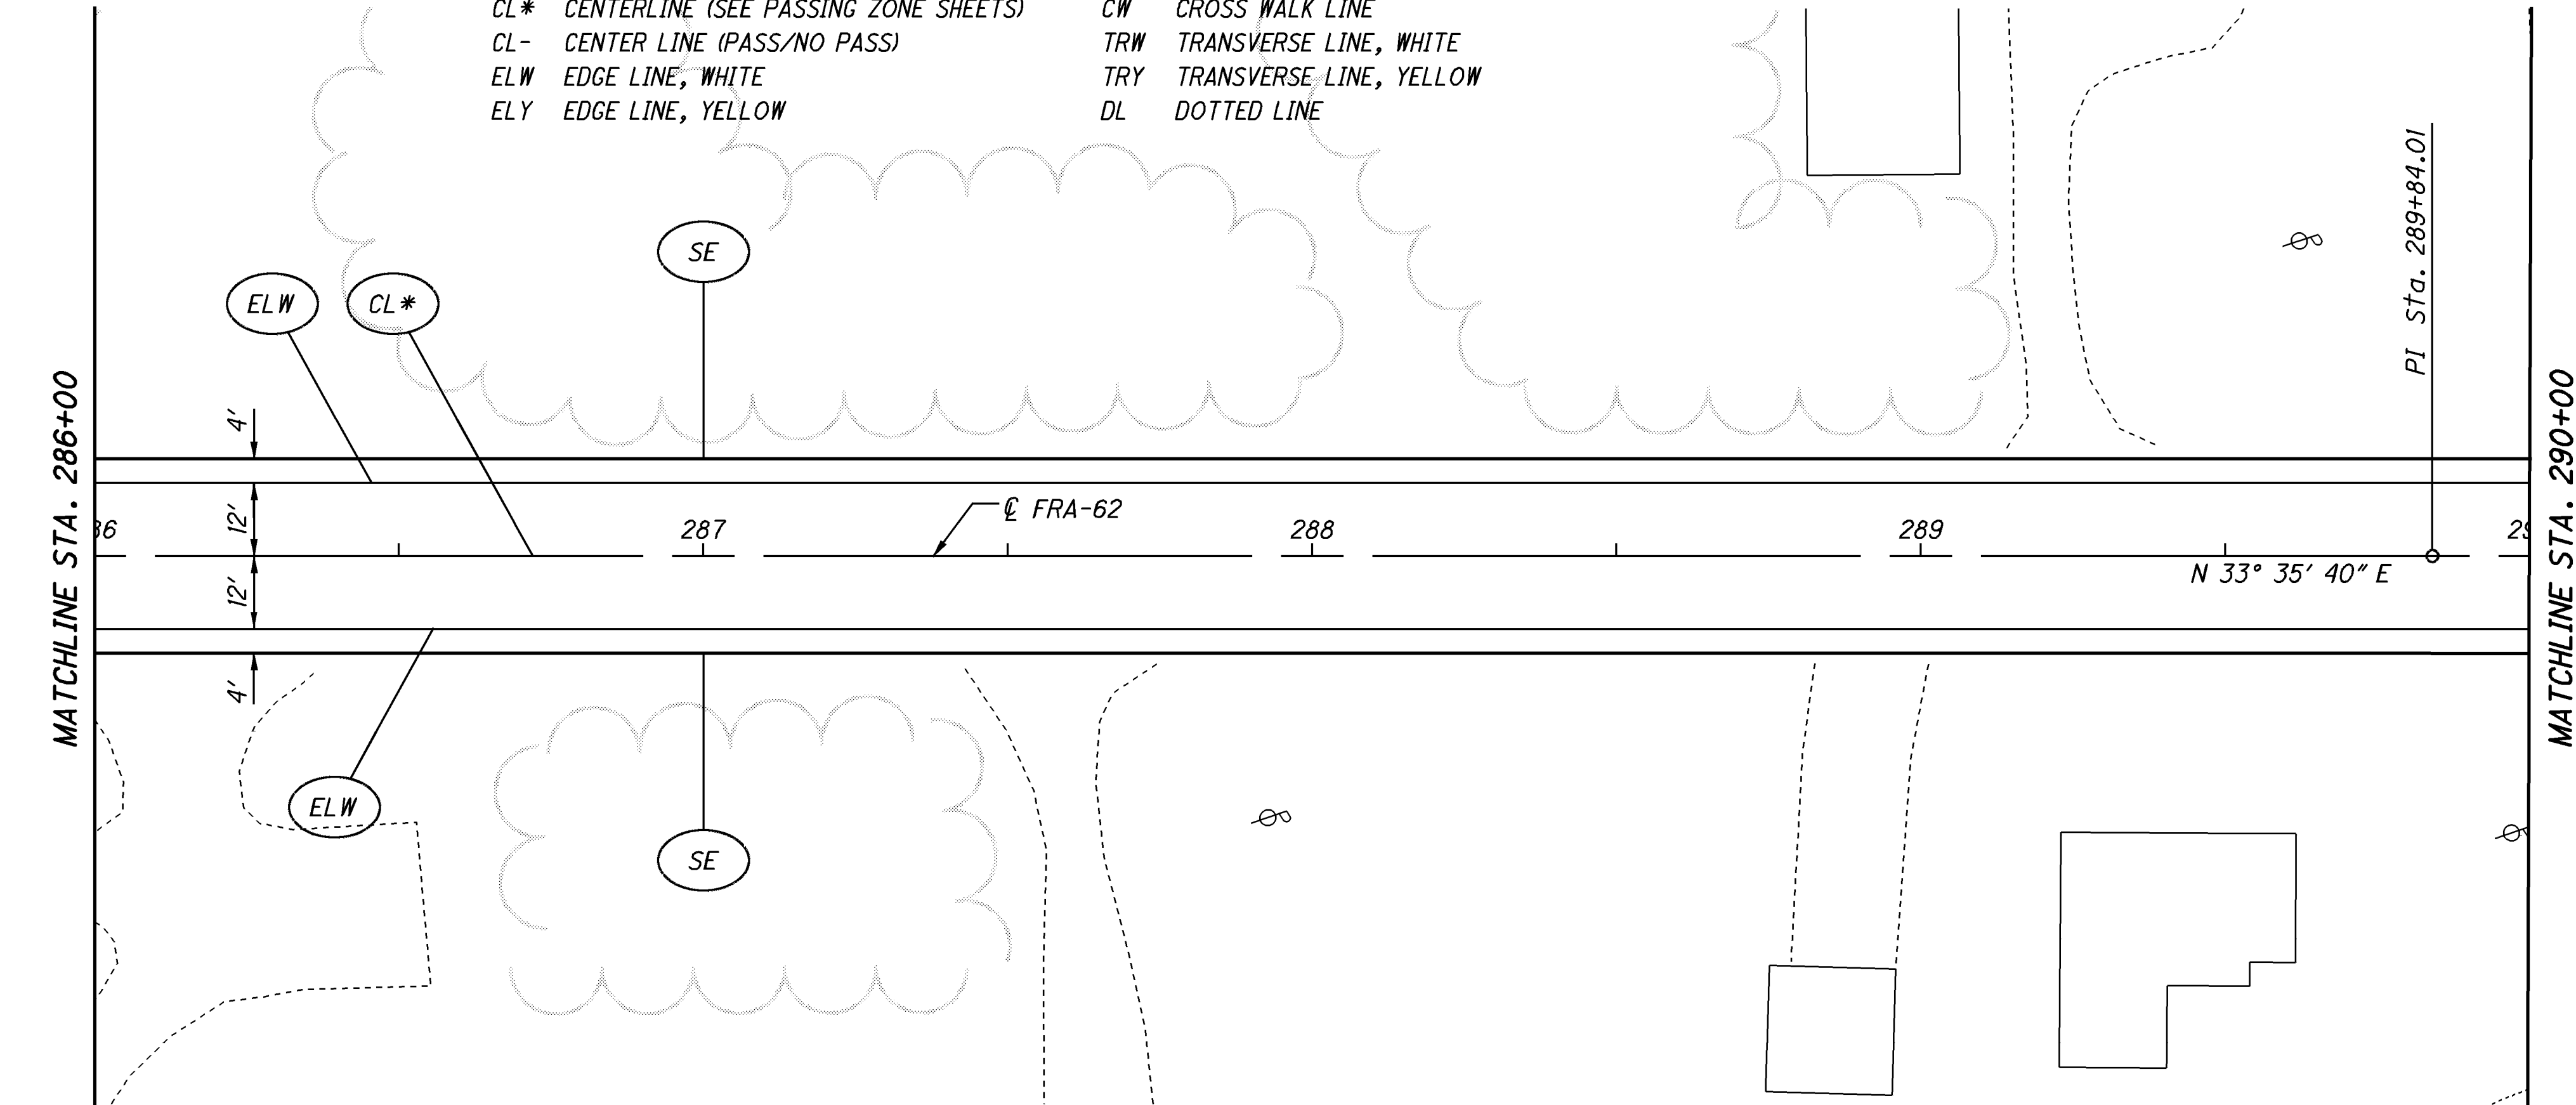 CL* CENTERLINE (SEE PASSING ZONE SHEETS)
CL- CENTER LINE (PASS/NO PASS)
ELW EDGE LINE, WHITE
ELY EDGE LINE, YELLOW
CW CROSS WALK LINE
TRW TRANSVERSE LINE, WHITE
TRY TRANSVERSE LINE, YELLOW
DL DOTTED LINE
PI Sta. 289+84.01
SE
ELW
CL*
MATCHLINE STA. 286+00
MATCHLINE STA. 290+00
4'
12'
12'
4'
℄ FRA-62
287
288
289
N 33° 35' 40" E
ELW
SE